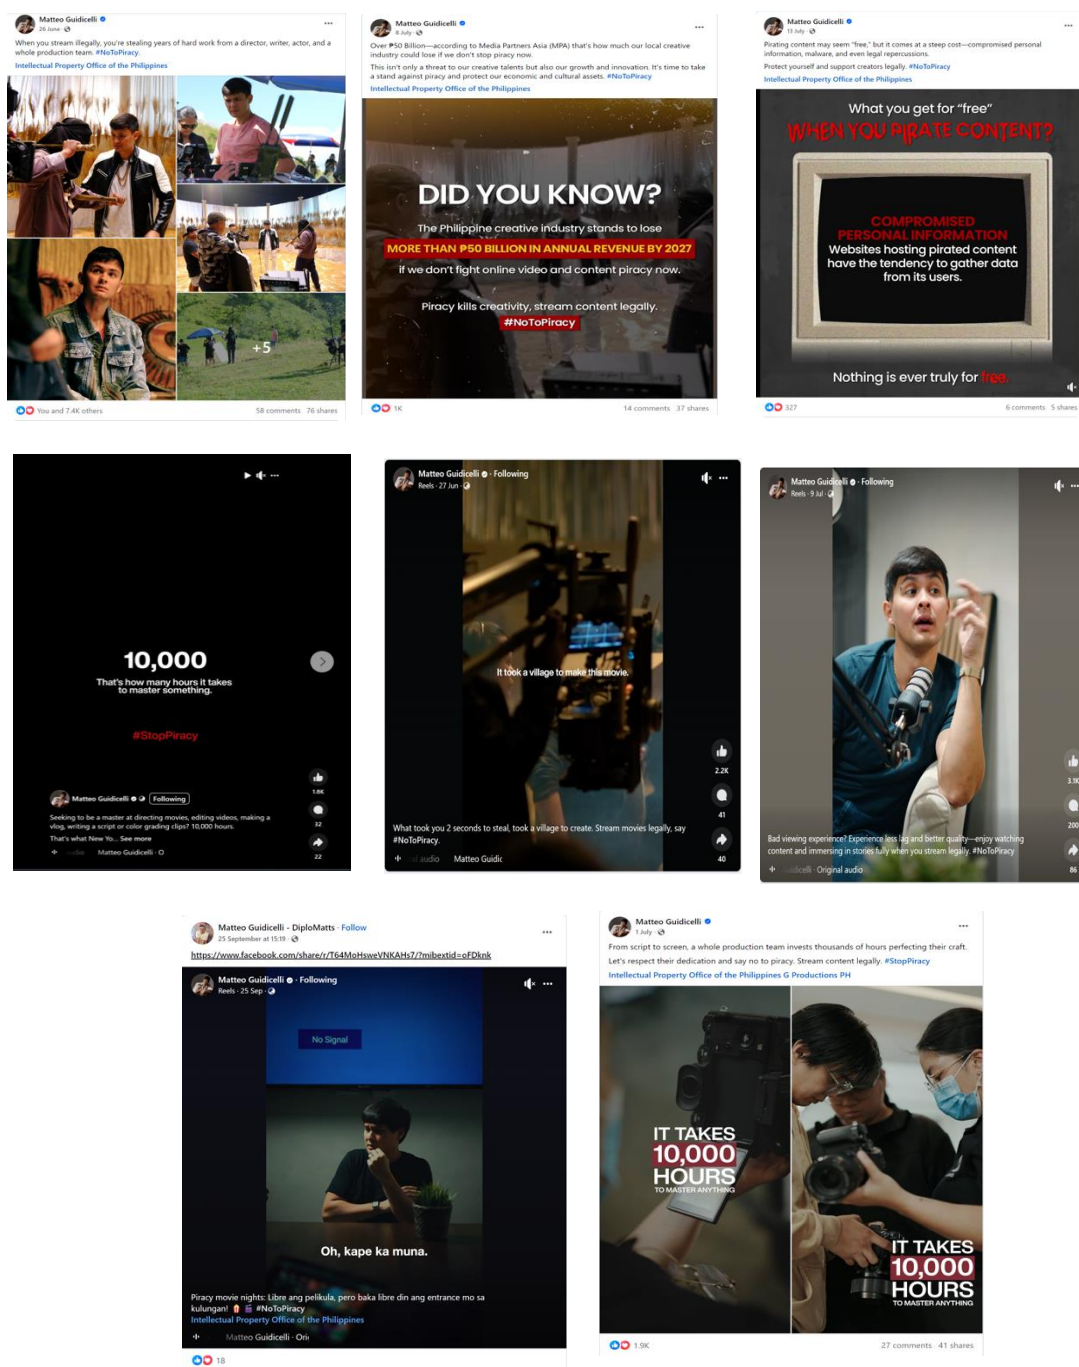 Matteo Guidicelli
26 June
When you stream illegally, you're stealing years of hard work from a director, writer, actor, and a
whole production team. #NoToPiracy.
Intellectual Property Office of the Philippines
+5
You and 7.4K others
58 comments 76 shares
Matteo Guidicelli
8 July
Over ₱50 Billion—according to Media Partners Asia (MPA) that's how much our local creative
industry could lose if we don't stop piracy now.
This isn't only a threat to our creative talents but also our growth and innovation. It's time to take
a stand against piracy and protect our economic and cultural assets. #NoToPiracy
Intellectual Property Office of the Philippines
DID YOU KNOW?
The Philippine creative industry stands to lose
MORE THAN ₱50 BILLION IN ANNUAL REVENUE BY 2027
if we don't fight online video and content piracy now.
Piracy kills creativity, stream content legally.
#NoToPiracy
1K
14 comments 37 shares
Matteo Guidicelli
11 July
Pirating content may seem "free," but it comes at a steep cost—compromised personal
information, malware, and even legal repercussions.
Protect yourself and support creators legally. #NoToPiracy
Intellectual Property Office of the Philippines
What you get for "free"
WHEN YOU PIRATE CONTENT?
COMPROMISED
PERSONAL INFORMATION
Websites hosting pirated content
have the tendency to gather data
from its users.
Nothing is ever truly for free.
327
6 comments 5 shares
10,000
That's how many hours it takes
to master something.
#StopPiracy
1.8K
32
22
Matteo Guidicelli Following
Seeking to be a master at directing movies, editing videos, making a
vlog, writing a script or color grading clips? 10,000 hours.
That's what New Yo... See more
audio Matteo Guidicelli · O
Matteo Guidicelli · Following
Reels · 27 Jun
It took a village to make this movie.
2.2K
41
40
What took you 2 seconds to steal, took a village to create. Stream movies legally, say
#NoToPiracy.
al audio Matteo Guidic
Matteo Guidicelli · Following
Reels · 9 Jul
3.1K
200
86
Bad viewing experience? Experience less lag and better quality—enjoy watching
content and immersing in stories fully when you stream legally. #NoToPiracy
dicelli · Original audio
Matteo Guidicelli - DiploMatts · Follow
25 September at 15:19
https://www.facebook.com/share/r/T64MoHsweVNKAHs7/?mibextid=oFDknk
Matteo Guidicelli · Following
Reels · 25 Sep
No Signal
Oh, kape ka muna.
Piracy movie nights: Libre ang pelikula, pero baka libre din ang entrance mo sa
kulungan! #NoToPiracy
Intellectual Property Office of the Philippines
Matteo Guidicelli · Ori
18
Matteo Guidicelli
1 July
From script to screen, a whole production team invests thousands of hours perfecting their craft.
Let's respect their dedication and say no to piracy. Stream content legally. #StopPiracy
Intellectual Property Office of the Philippines G Productions PH
IT TAKES
10,000
HOURS
TO MASTER ANYTHING
IT TAKES
10,000
HOURS
TO MASTER ANYTHING
1.9K
27 comments 41 shares